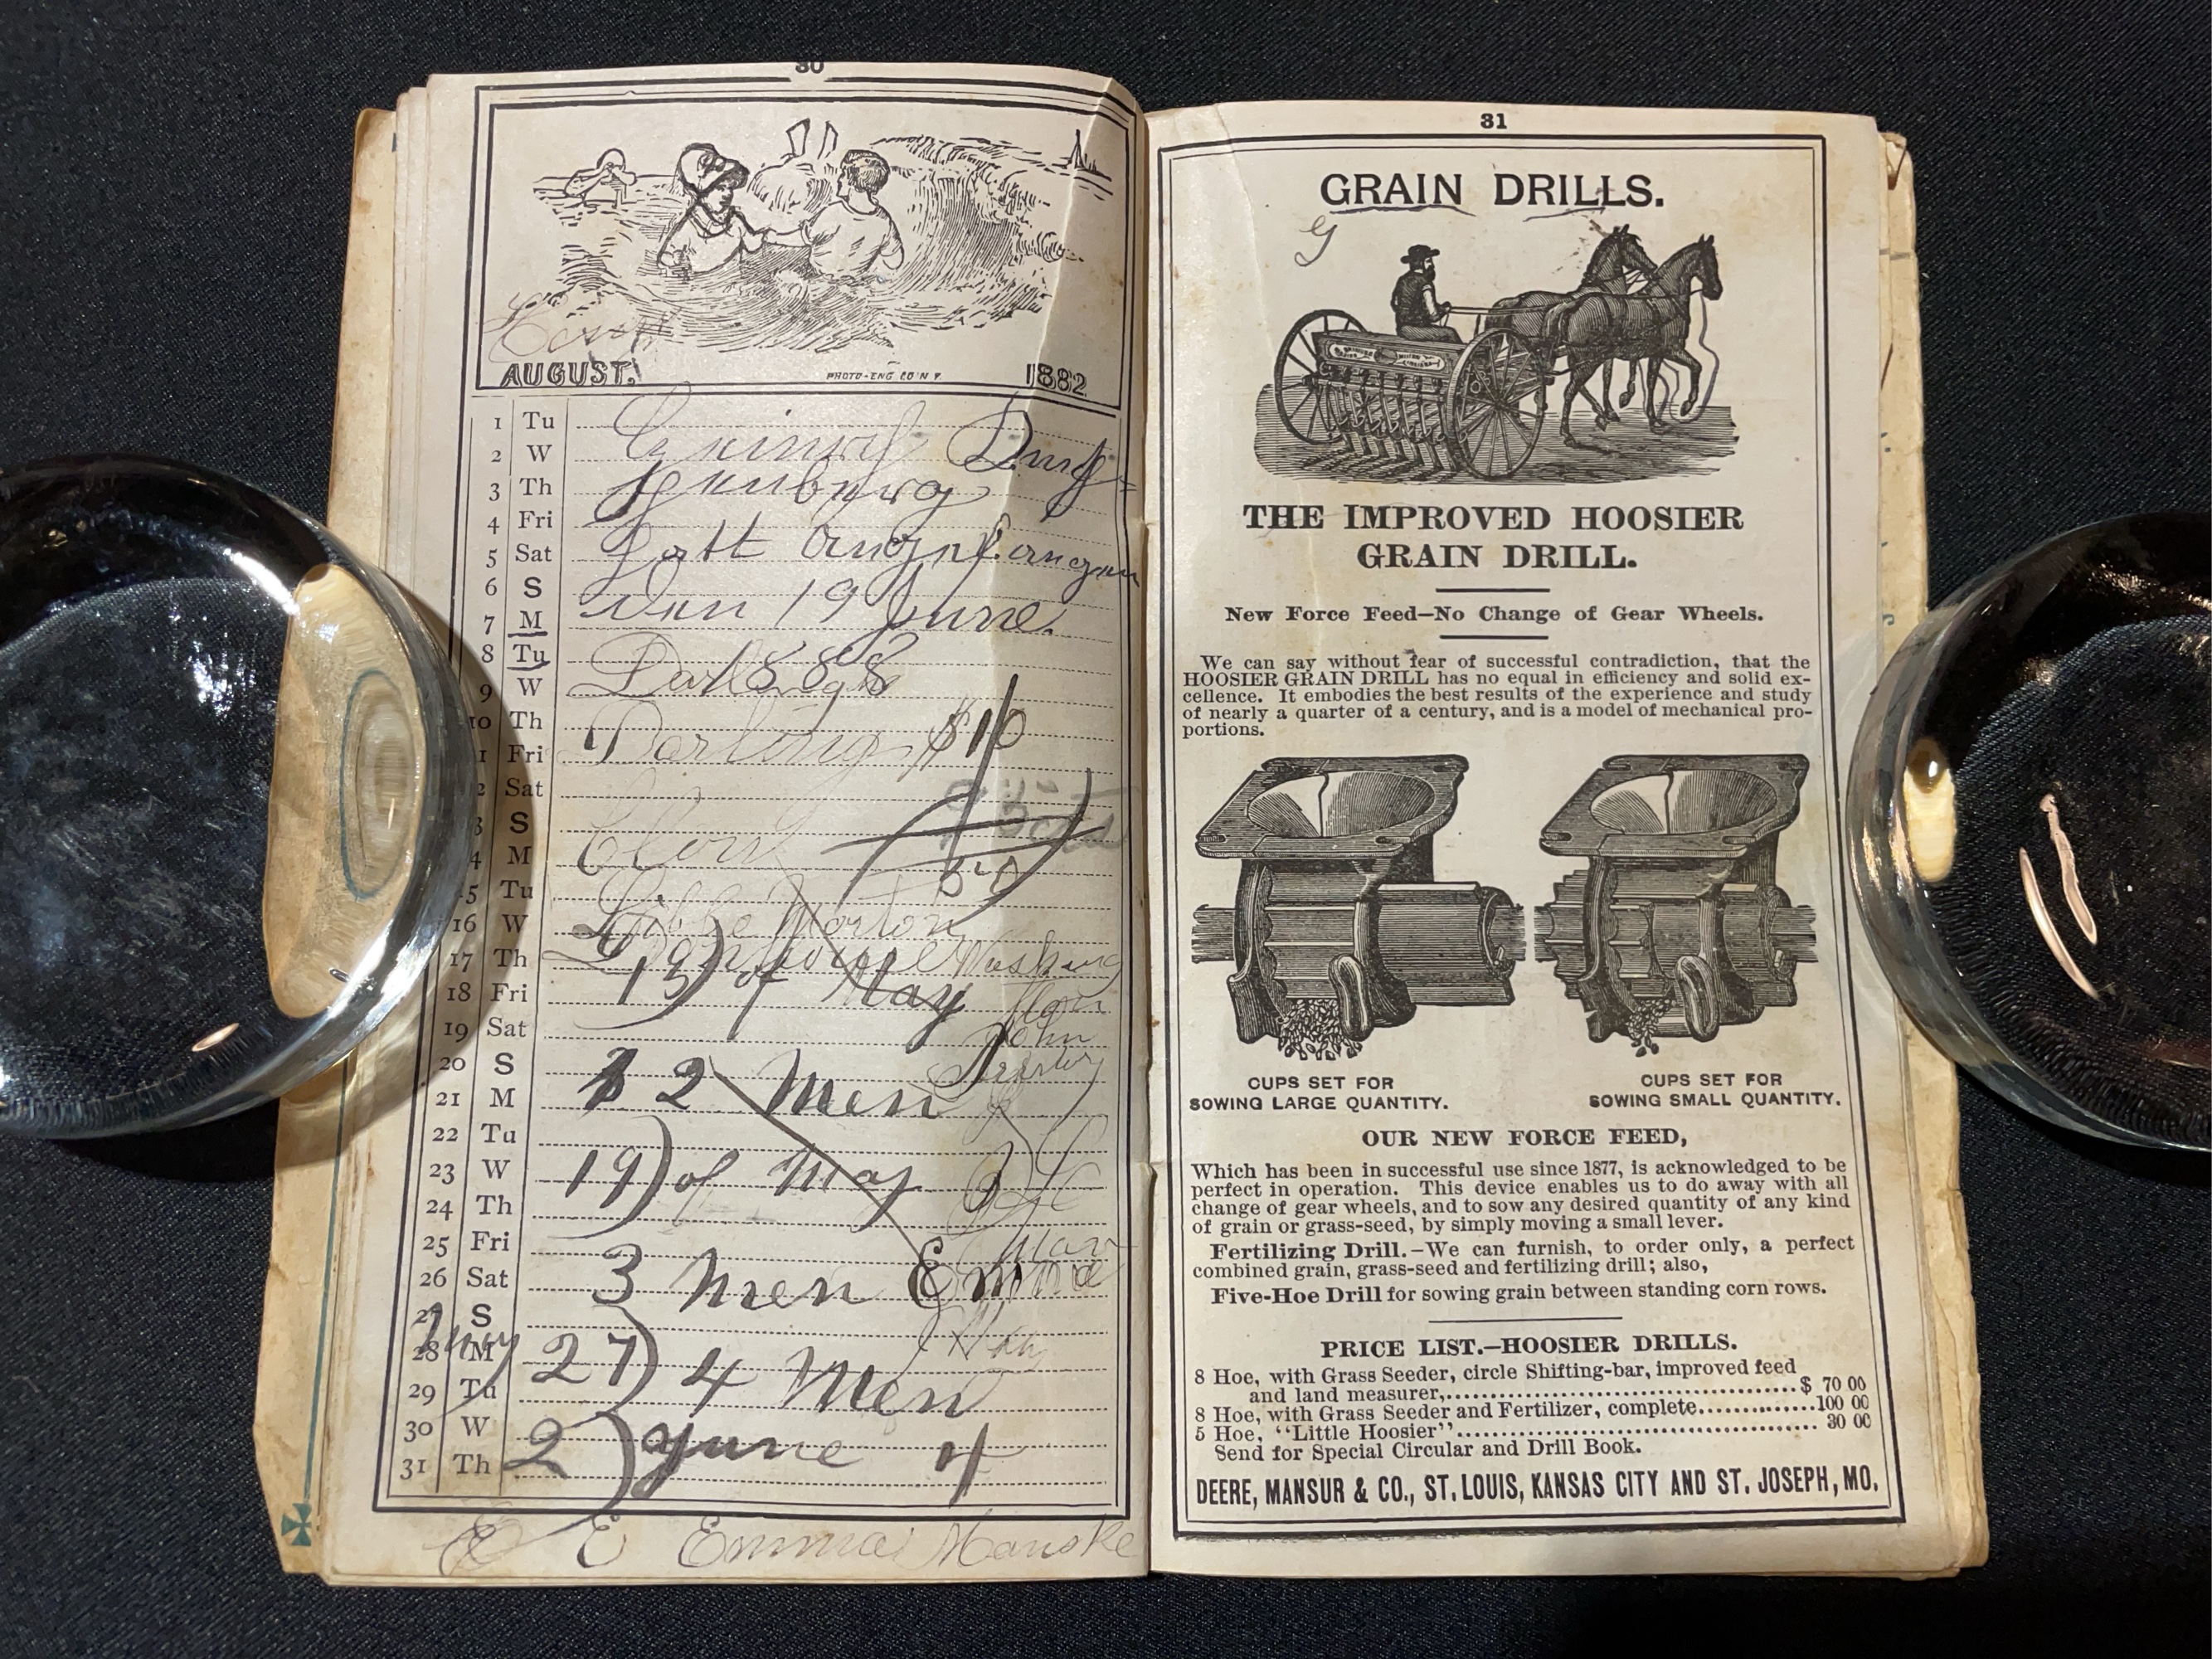 30
AUGUST.
PHOTO-ENG. CO N Y.
1882
1 Tu
2 W
3 Th
4 Fri
5 Sat
6 S
7 M
8 Tu
9 W
10 Th
Fri
Sat
S
M
Tu
16 W
17 Th
18 Fri
19 Sat
20 S
21 M
22 Tu
23 W
24 Th
25 Fri
26 Sat
27 S
28 M
29 Tu
30 W
31 Th
Den 19 June.
1888
Darling $10
Clark
Morton
George Washing
13) of May
John
2 Men
19) of May
3 Men Em
May 27) 4 Men
2) June 4
E E Emma Manske
31
GRAIN DRILLS.
G
THE IMPROVED HOOSIER
GRAIN DRILL.
New Force Feed—No Change of Gear Wheels.
We can say without fear of successful contradiction, that the
HOOSIER GRAIN DRILL has no equal in efficiency and solid ex-
cellence. It embodies the best results of the experience and study
of nearly a quarter of a century, and is a model of mechanical pro-
portions.
CUPS SET FOR
SOWING LARGE QUANTITY.
CUPS SET FOR
SOWING SMALL QUANTITY.
OUR NEW FORCE FEED,
Which has been in successful use since 1877, is acknowledged to be
perfect in operation. This device enables us to do away with all
change of gear wheels, and to sow any desired quantity of any kind
of grain or grass-seed, by simply moving a small lever.
Fertilizing Drill.—We can furnish, to order only, a perfect
combined grain, grass-seed and fertilizing drill; also,
Five-Hoe Drill for sowing grain between standing corn rows.
PRICE LIST.—HOOSIER DRILLS.
8 Hoe, with Grass Seeder, circle Shifting-bar, improved feed
and land measurer,..........$ 70 00
8 Hoe, with Grass Seeder and Fertilizer, complete..........100 00
5 Hoe, "Little Hoosier"..........30 00
Send for Special Circular and Drill Book.
DEERE, MANSUR & CO., ST. LOUIS, KANSAS CITY AND ST. JOSEPH, MO.